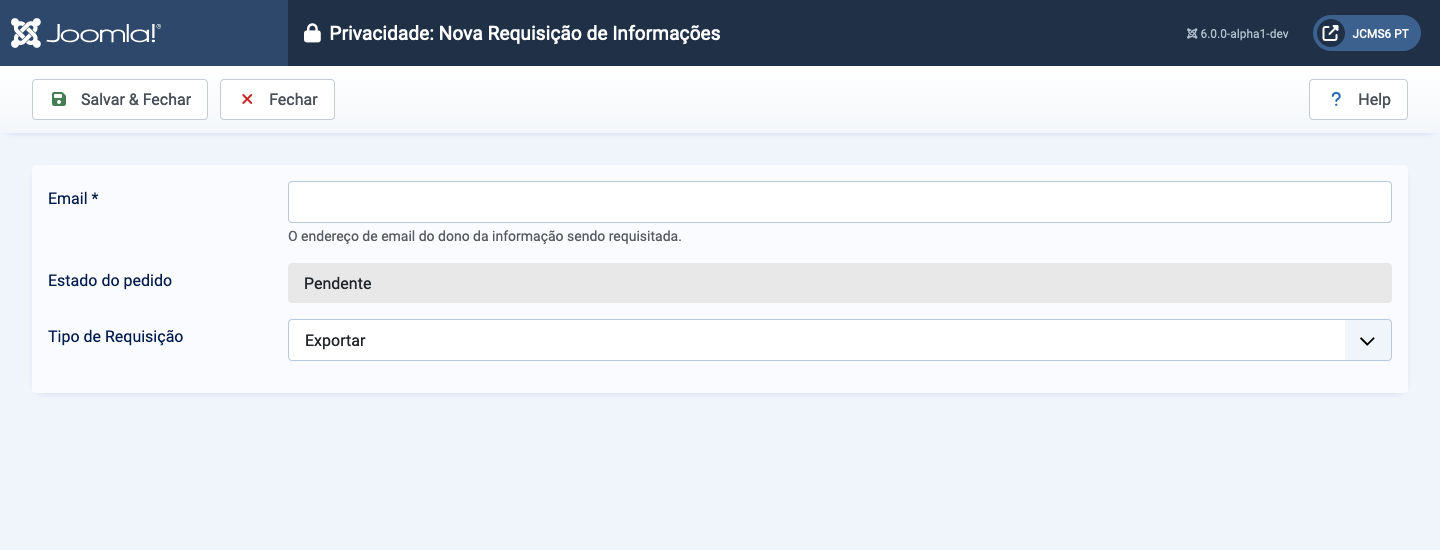 Joomla!®
Privacidade: Nova Requisição de Informações
6.0.0-alpha1-dev
JCMS6 PT
Salvar & Fechar
Fechar
? Help
Email *
O endereço de email do dono da informação sendo requisitada.
Estado do pedido
Pendente
Tipo de Requisição
Exportar